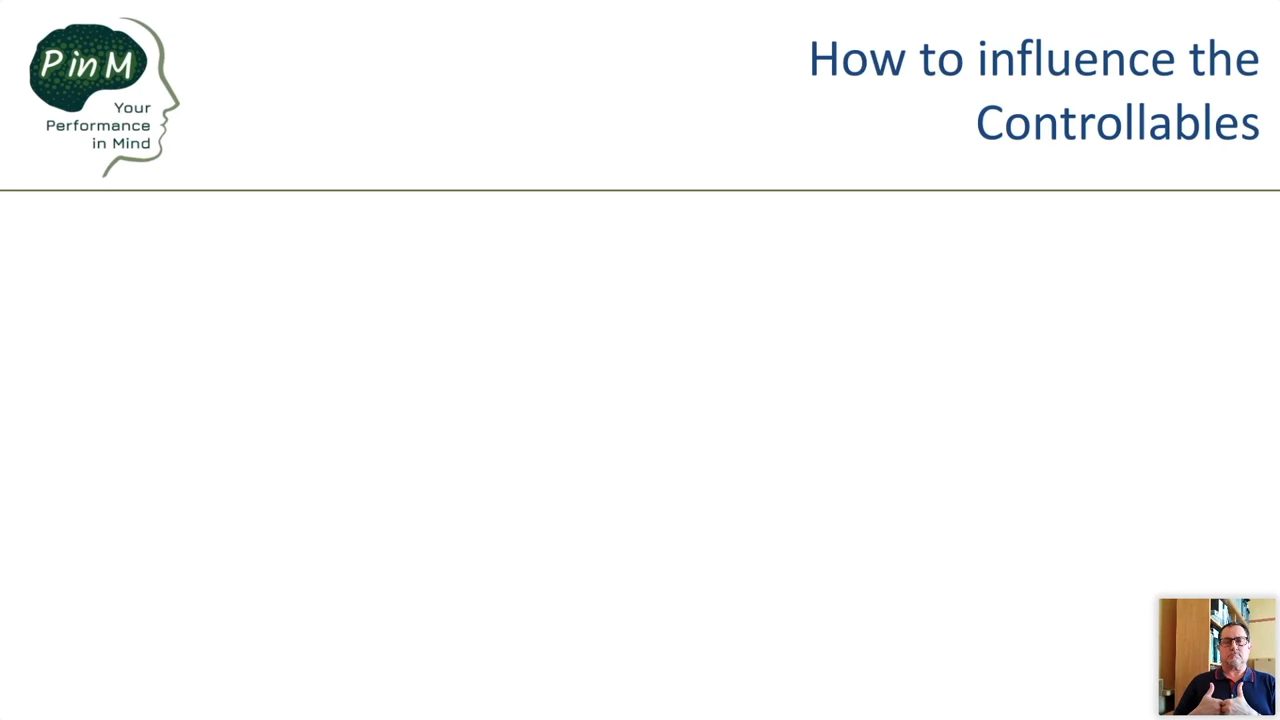 P in M
Your
Performance
in Mind
How to influence the
Controllables